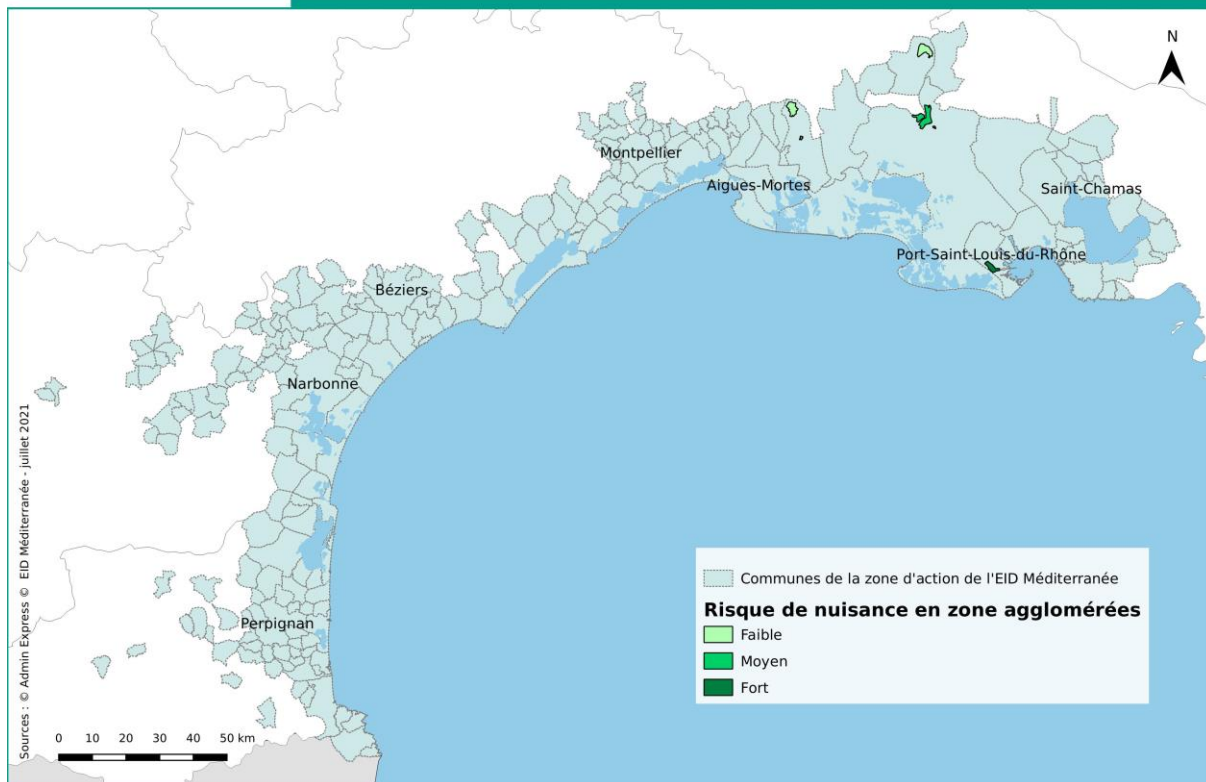 N
Montpellier
Aigues-Mortes
Saint-Chamas
Port-Saint-Louis-du-Rhône
Béziers
Narbonne
Perpignan
Communes de la zone d'action de l'EID Méditerranée
Risque de nuisance en zone agglomérées
Faible
Moyen
Fort
0 10 20 30 40 50 km
Sources : © Admin Express © EID Méditerranée - juillet 2021